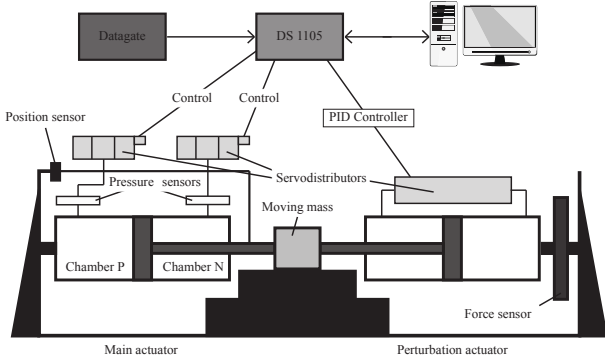 Datagate
DS 1105
Control
Control
Position sensor
PID Controller
Servodistributors
Pressure sensors
Moving mass
Chamber P
Chamber N
Force sensor
Main actuator
Perturbation actuator